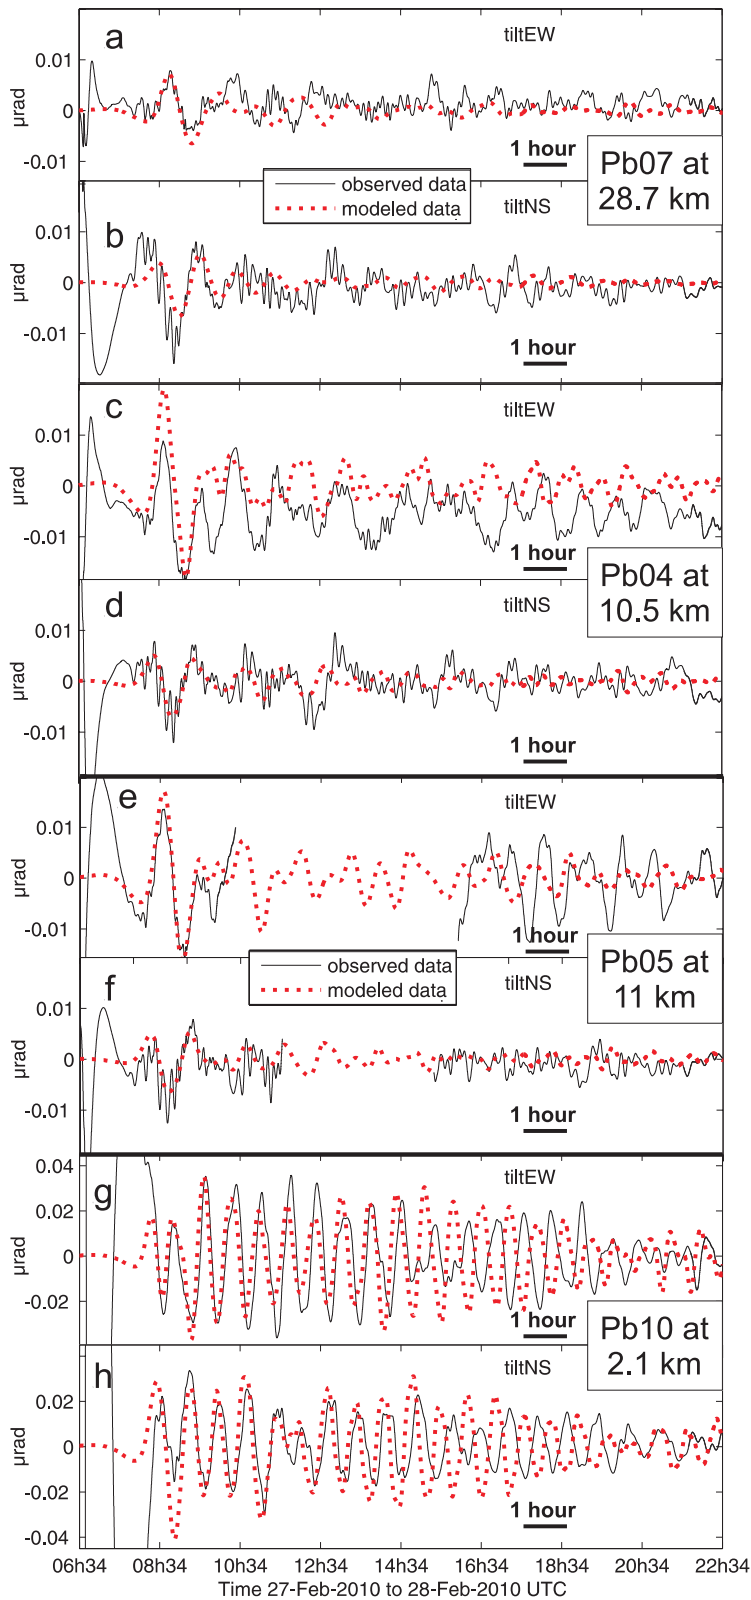 a
tiltEW
0.01
0
-0.01
µrad
1 hour
Pb07 at
28.7 km
observed data
modeled data
b
tiltNS
0.01
0
-0.01
µrad
1 hour
c
tiltEW
0.01
0
-0.01
µrad
1 hour
Pb04 at
10.5 km
d
tiltNS
0.01
0
-0.01
µrad
1 hour
e
tiltEW
0.01
0
-0.01
µrad
1 hour
Pb05 at
11 km
observed data
modeled data
f
tiltNS
0.01
0
-0.01
µrad
1 hour
g
tiltEW
0.04
0.02
0
-0.02
µrad
1 hour
Pb10 at
2.1 km
h
tiltNS
0.02
0
-0.02
-0.04
µrad
1 hour
06h34 08h34 10h34 12h34 14h34 16h34 18h34 20h34 22h34
Time 27-Feb-2010 to 28-Feb-2010 UTC